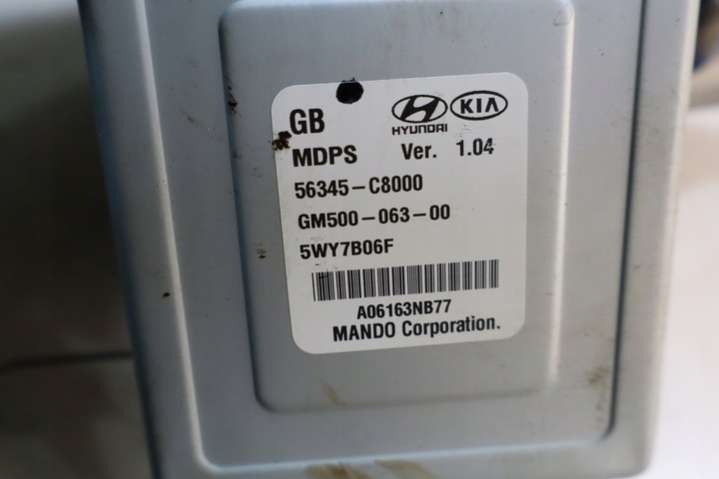 GB
HYUNDAI KIA
MDPS Ver. 1.04
56345-C8000
GM500-063-00
5WY7B06F
A06163NB77
MANDO Corporation.